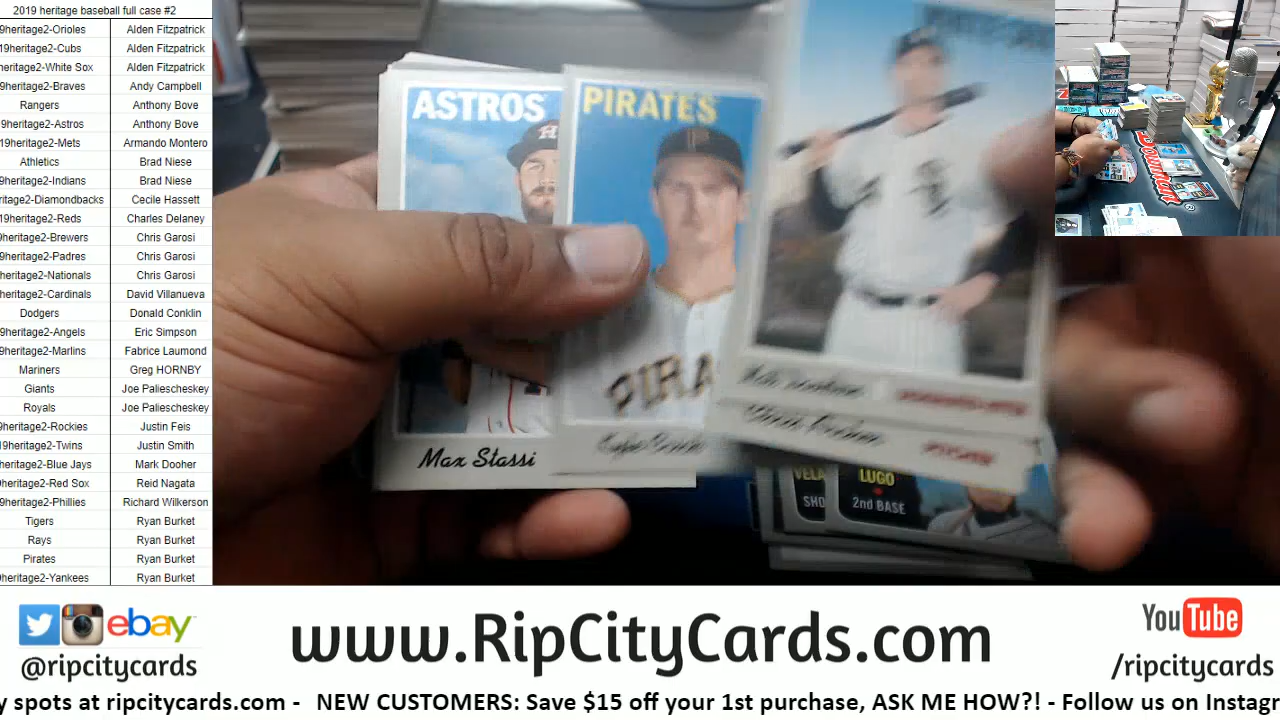 2019 heritage baseball full case #2
9heritage-Orioles Alden Fitzpatrick
19heritage2-Cubs Alden Fitzpatrick
heritage2-White Sox Alden Fitzpatrick
9heritage2-Braves Andy Campbell
Rangers Anthony Bove
9heritage2-Astros Anthony Bove
19heritage2-Mets Armando Montero
Athletics Brad Niese
9heritage2-Indians Brad Niese
itage2-Diamondbacks Cecile Hassett
19heritage2-Reds Charles Delaney
9heritage2-Brewers Chris Garosi
9heritage2-Padres Chris Garosi
heritage2-Nationals Chris Garosi
heritage2-Cardinals David Villanueva
Dodgers Donald Conklin
9heritage2-Angels Eric Simpson
9heritage2-Marlins Fabrice Laumond
Mariners Greg HORNBY
Giants Joe Paliescheskey
Royals Joe Paliescheskey
9heritage2-Rockies Justin Feis
19heritage2-Twins Justin Smith
heritage2-Blue Jays Mark Dooher
heritage2-Red Sox Reid Nagata
9heritage2-Phillies Richard Wilkerson
Tigers Ryan Burket
Rays Ryan Burket
Pirates Ryan Burket
heritage2-Yankees Ryan Burket
ASTROS
H
Max Stassi
PIRATES
P
PIRA
PITCHER
VELA
SHO
LUGO
2nd BASE
Bowman
ebay
@ripcitycards
www.RipCityCards.com
YouTube
/ripcitycards
y spots at ripcitycards.com - NEW CUSTOMERS: Save $15 off your 1st purchase, ASK ME HOW?! - Follow us on Instagr